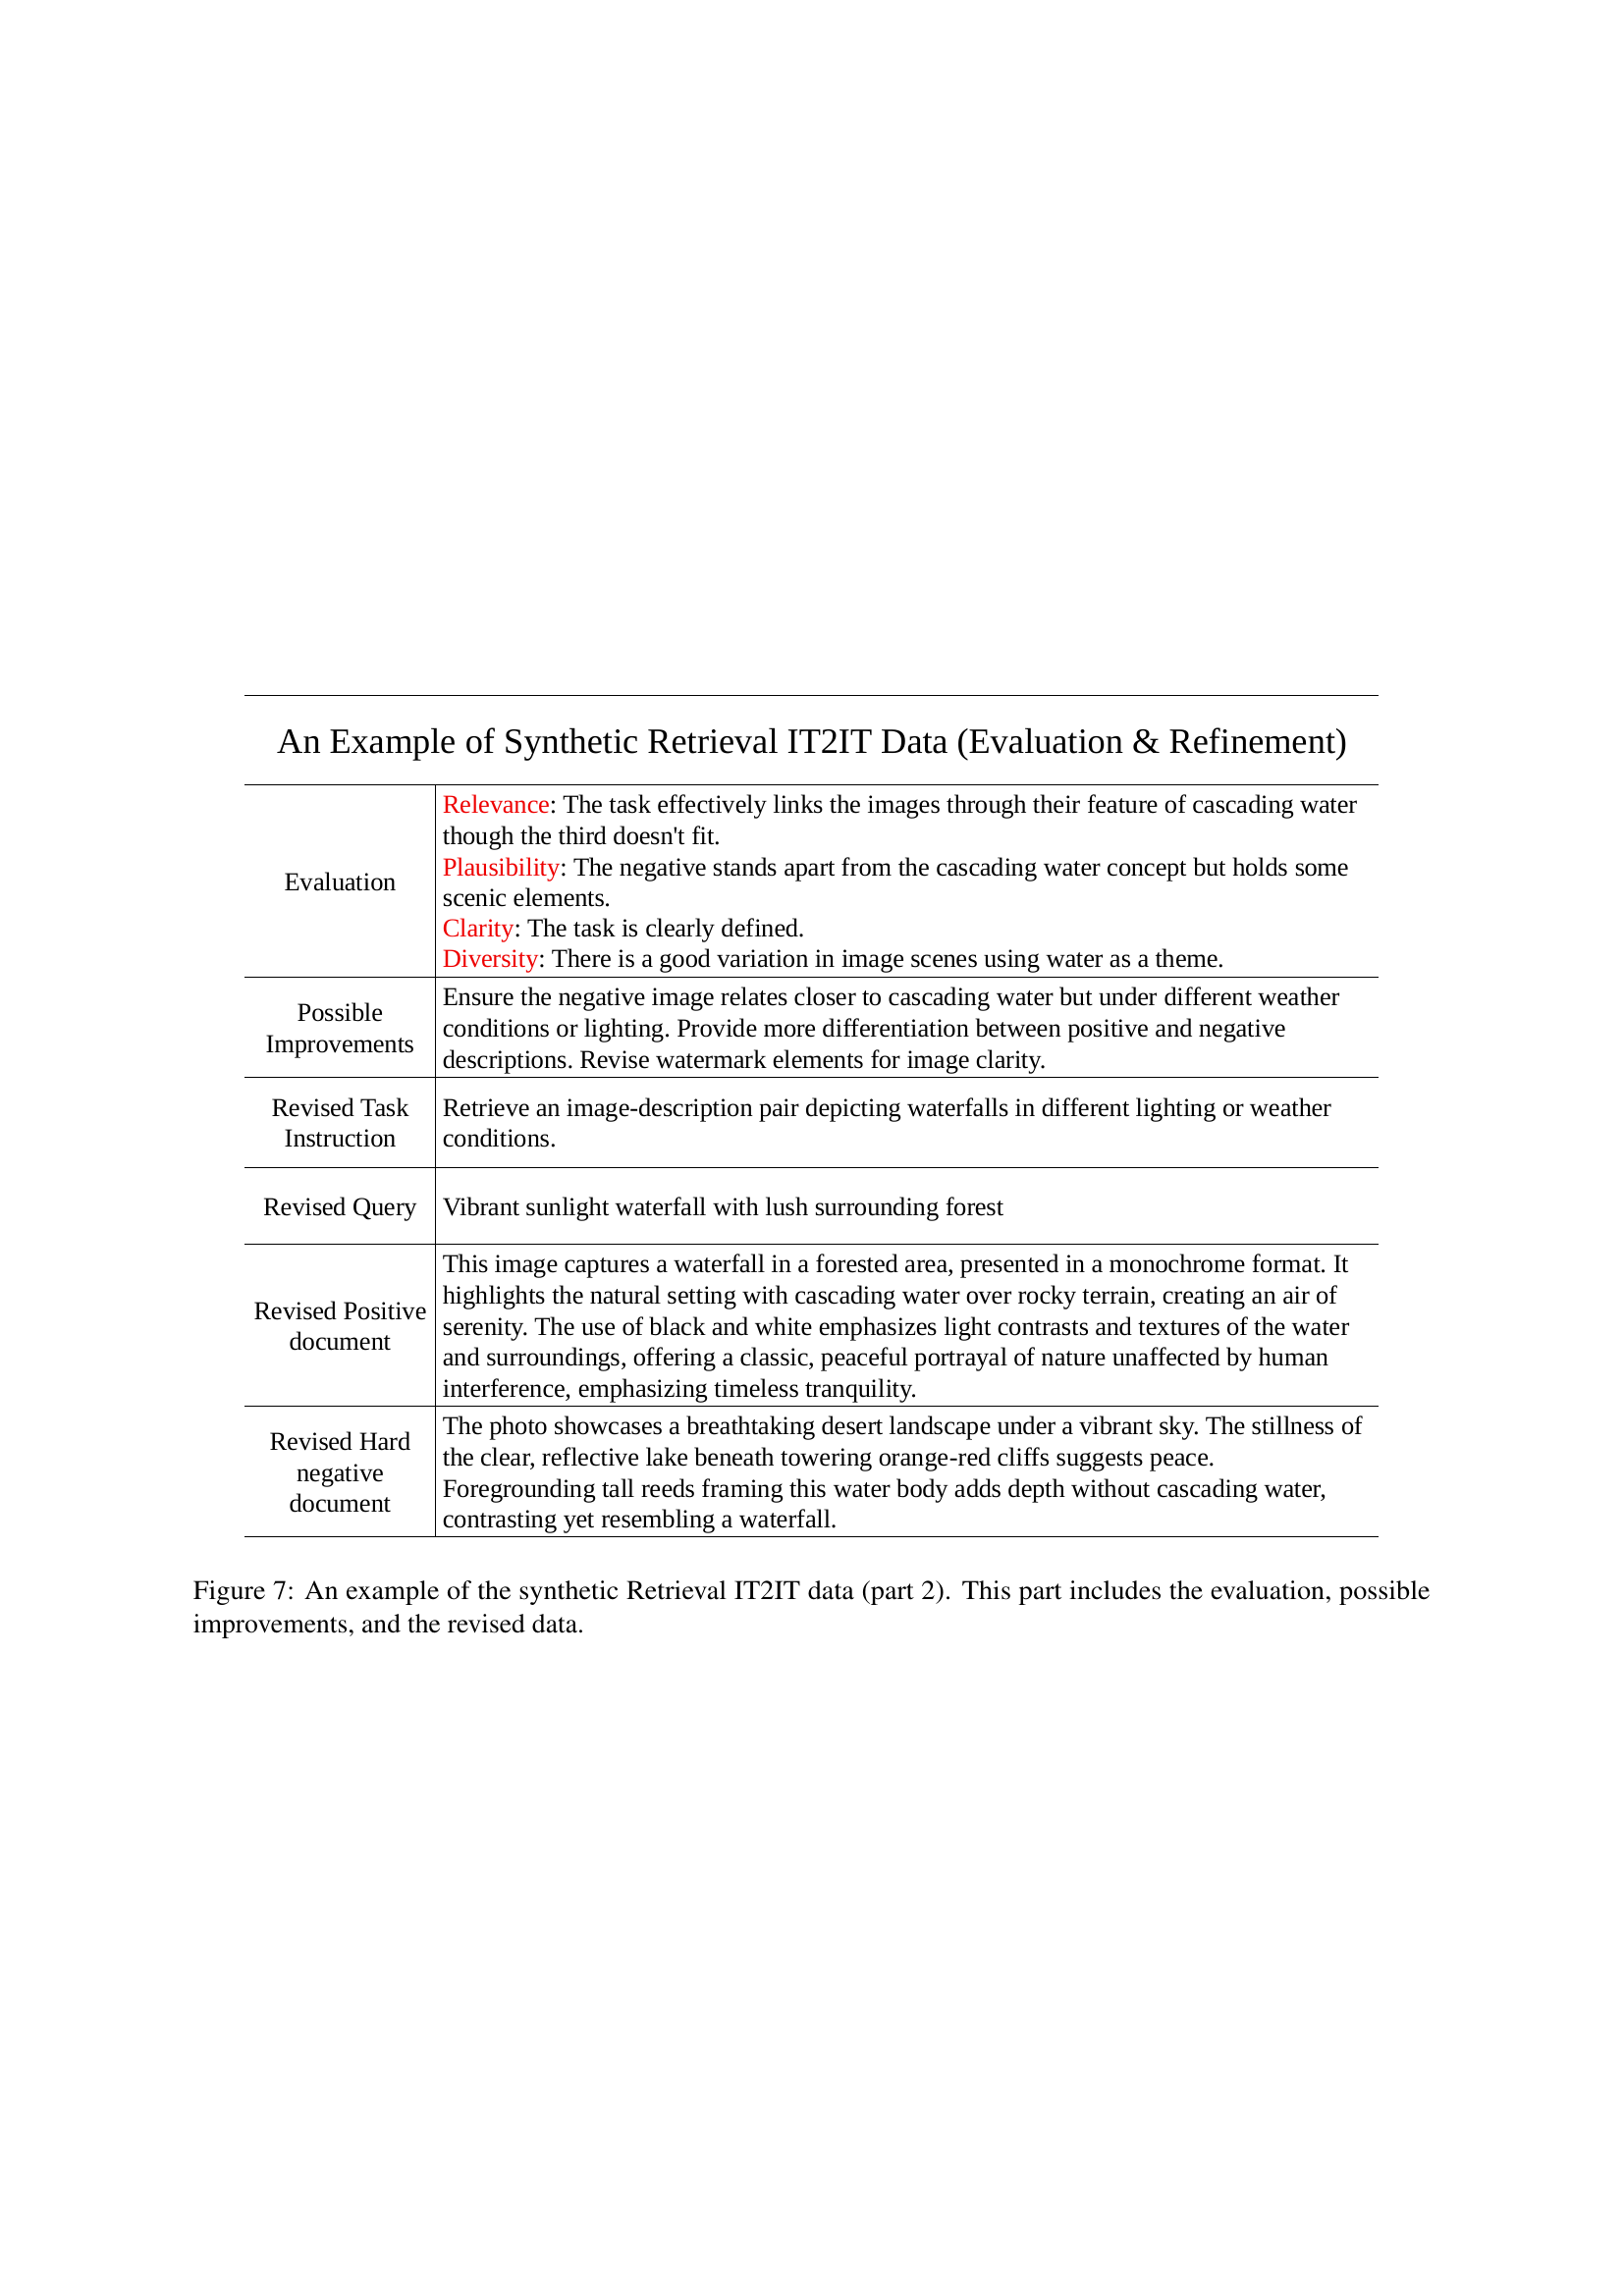 An Example of Synthetic Retrieval IT2IT Data (Evaluation & Refinement)
Evaluation
Relevance: The task effectively links the images through their feature of cascading water
though the third doesn't fit.
Plausibility: The negative stands apart from the cascading water concept but holds some
scenic elements.
Clarity: The task is clearly defined.
Diversity: There is a good variation in image scenes using water as a theme.
Possible
Improvements
Ensure the negative image relates closer to cascading water but under different weather
conditions or lighting. Provide more differentiation between positive and negative
descriptions. Revise watermark elements for image clarity.
Revised Task
Instruction
Retrieve an image-description pair depicting waterfalls in different lighting or weather
conditions.
Revised Query
Vibrant sunlight waterfall with lush surrounding forest
Revised Positive
document
This image captures a waterfall in a forested area, presented in a monochrome format. It
highlights the natural setting with cascading water over rocky terrain, creating an air of
serenity. The use of black and white emphasizes light contrasts and textures of the water
and surroundings, offering a classic, peaceful portrayal of nature unaffected by human
interference, emphasizing timeless tranquility.
Revised Hard
negative
document
The photo showcases a breathtaking desert landscape under a vibrant sky. The stillness of
the clear, reflective lake beneath towering orange-red cliffs suggests peace.
Foregrounding tall reeds framing this water body adds depth without cascading water,
contrasting yet resembling a waterfall.
Figure 7: An example of the synthetic Retrieval IT2IT data (part 2). This part includes the evaluation, possible
improvements, and the revised data.